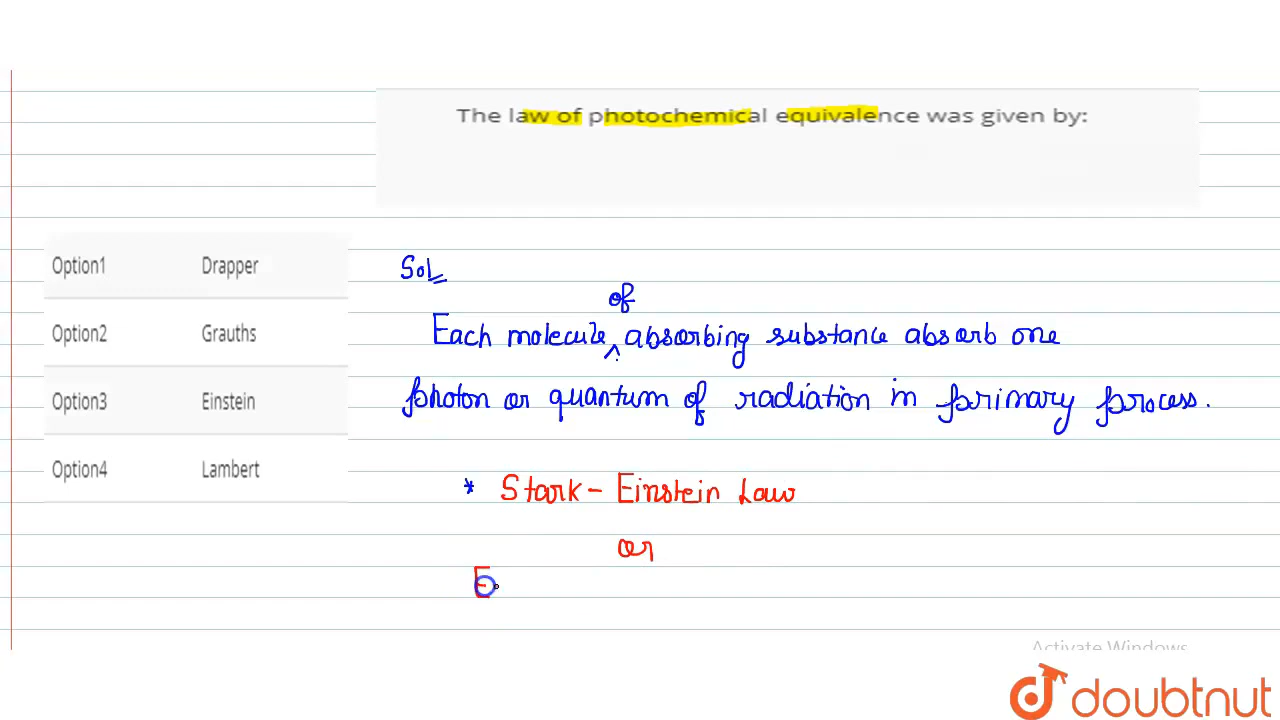 The law of photochemical equivalence was given by:
Option1 Drapper
Option2 Grauths
Option3 Einstein
Option4 Lambert
Sol
of
Each molecule ^ absorbing substance absorb one
photon or quantum of radiation in primary process.
* Stark - Einstein Law
or
E
Activate Windows
doubtnut